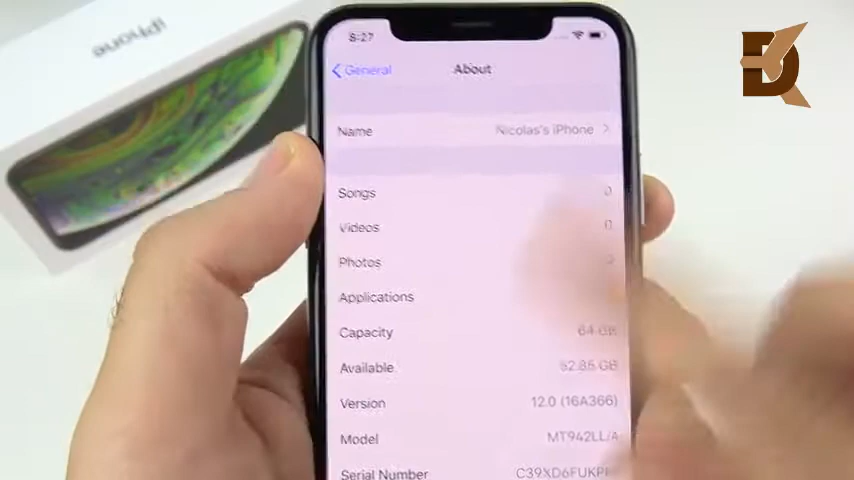 iPhone
8:27
General
About
Name
Nicolas's iPhone
Songs
0
Videos
0
Photos
Applications
Capacity
64 GB
Available
52.85 GB
Version
12.0 (16A366)
Model
MT942LL/A
Serial Number